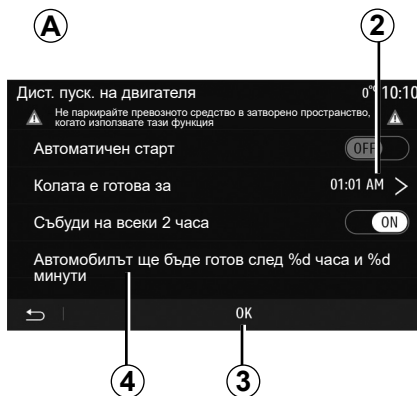 A
2
Дист. пуск. на двигателя
0° 10:10
Не паркирайте превозното средство в затворено пространство,
когато използвате тази функция
Автоматичен старт
OFF
Колата е готова за
01:01 AM
Събуди на всеки 2 часа
ON
Автомобилът ще бъде готов след %d часа и %d
минути
OK
4
3